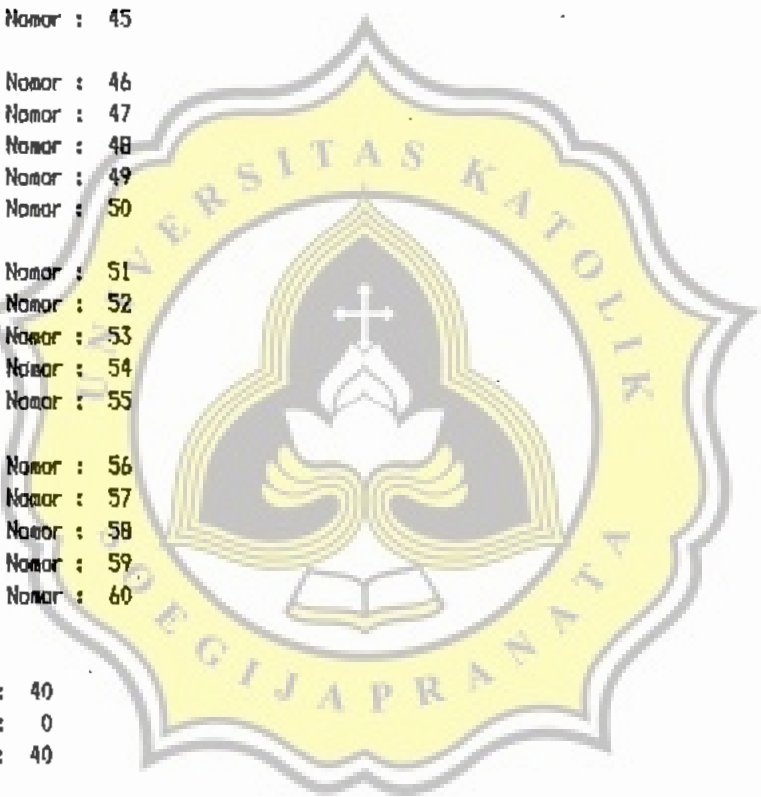 Nomor : 45
Nomor : 46
Nomor : 47
Nomor : 48
Nomor : 49
Nomor : 50
Nomor : 51
Nomor : 52
Nomor : 53
Nomor : 54
Nomor : 55
Nomor : 56
Nomor : 57
Nomor : 58
Nomor : 59
Nomor : 60
: 40
: 0
: 40
UNIVERSITAS KATOLIK
SOEGIJAPRANATA